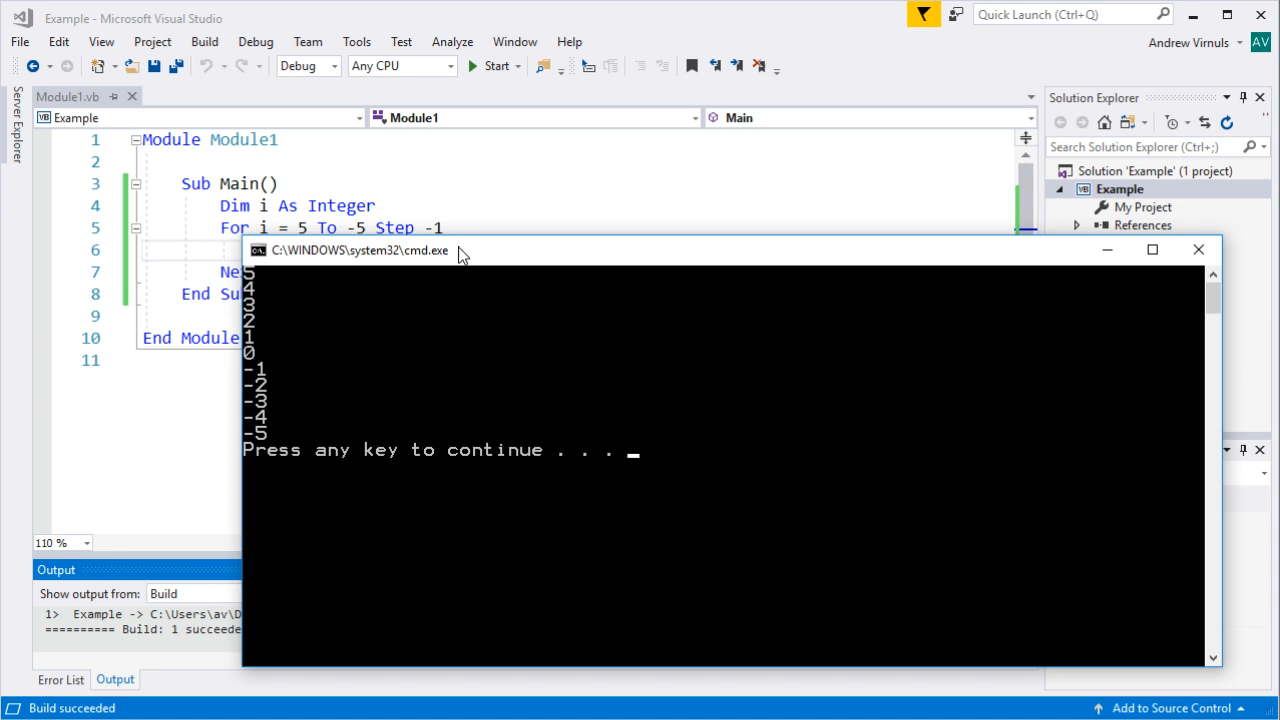 Example - Microsoft Visual Studio
Quick Launch (Ctrl+Q)
File Edit View Project Build Debug Team Tools Test Analyze Window Help
Andrew Virnuls AV
Debug Any CPU Start
Server Explorer
Module1.vb
Example Module1 Main
1 Module Module1
2
3 Sub Main()
4 Dim i As Integer
5 For i = 5 To -5 Step -1
6
7
8 End
9
10 End Module
11
Solution Explorer
Search Solution Explorer (Ctrl+;)
Solution 'Example' (1 project)
VB Example
My Project
References
C:\WINDOWS\system32\cmd.exe
5
4
3
2
1
0
-1
-2
-3
-4
-5
Press any key to continue . . .
110 %
Output
Show output from: Build
1> Example -> C:\Users\av\D
========== Build: 1 succeede
Error List Output
Build succeeded
Add to Source Control